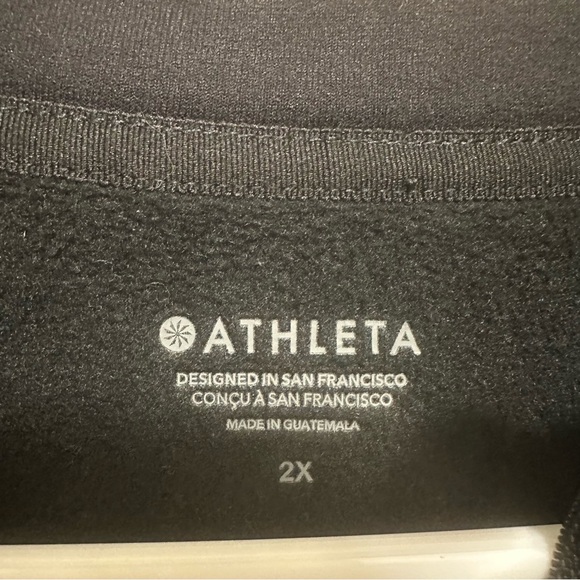 ATHLETA
DESIGNED IN SAN FRANCISCO
CONÇU À SAN FRANCISCO
MADE IN GUATEMALA
2X